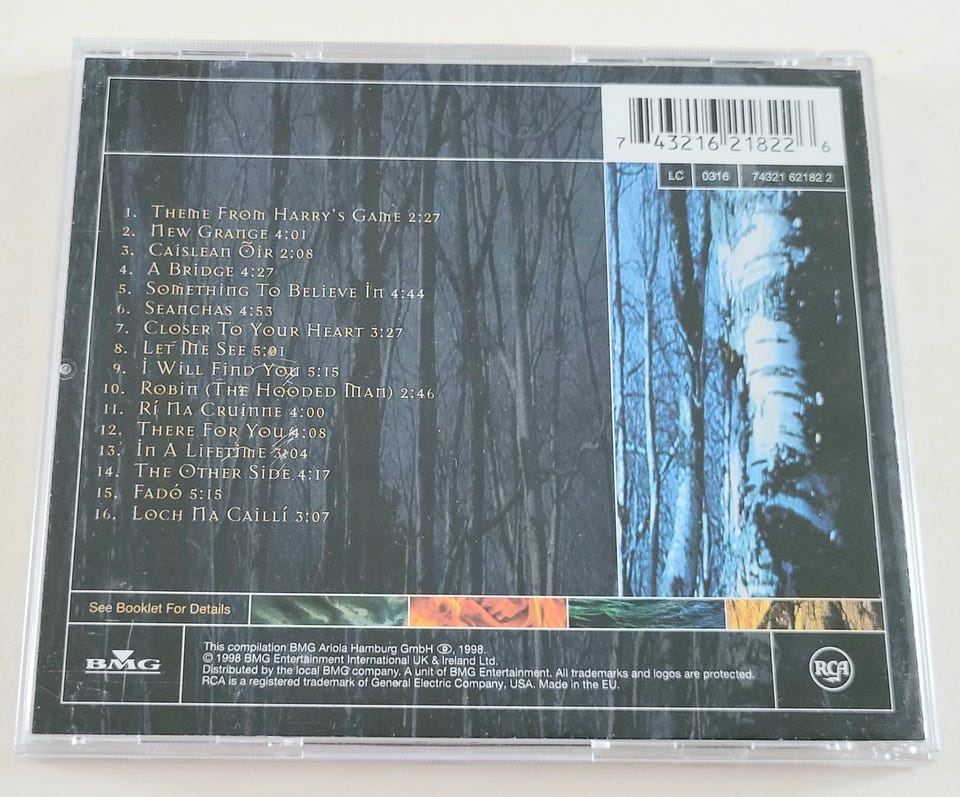 7 43216 21822 6
LC 0316 74321 62182 2
1. Theme From Harry's Game 2:27
2. New Grange 4:01
3. Caislean Õir 2:08
4. A Bridge 4:27
5. Something To Believe In 4:44
6. Seanchas 4:53
7. Closer To Your Heart 3:27
8. Let Me See 5:01
9. I Will Find You 5:15
10. Robin (The Hooded Man) 2:46
11. Rí Na Cruinne 4:00
12. There For You 4:08
13. In A Lifetime 3:04
14. The Other Side 4:17
15. Fadó 5:15
16. Loch Na Caillí 3:07
See Booklet For Details
BMG
This compilation BMG Ariola Hamburg GmbH ℗, 1998.
© 1998 BMG Entertainment International UK & Ireland Ltd.
Distributed by the local BMG company. A unit of BMG Entertainment. All trademarks and logos are protected.
RCA is a registered trademark of General Electric Company, USA. Made in the EU.
RCA